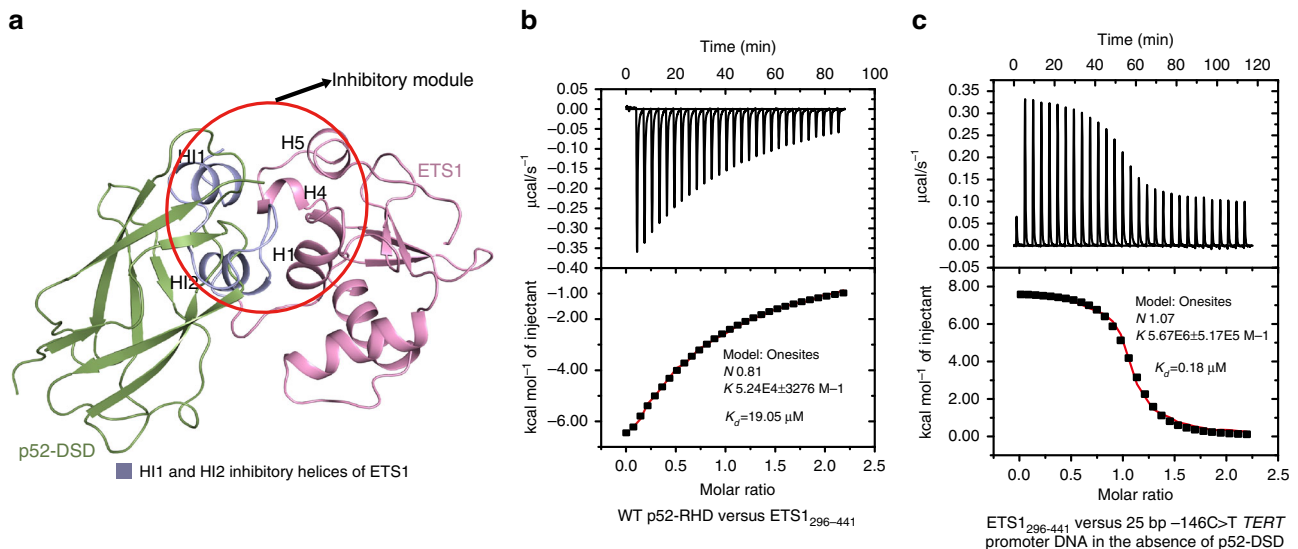 a
Inhibitory module
HI1
H5
ETS1
H4
H1
HI2
p52-DSD
HI1 and HI2 inhibitory helices of ETS1
b
Time (min)
0 20 40 60 80 100
0.05
0.00
−0.05
−0.10
−0.15
−0.20
−0.25
−0.30
−0.35
−0.40
µcal/s⁻¹
−1.00
−2.00
−4.00
−6.00
kcal mol⁻¹ of injectant
Model: Onesites
N 0.81
K 5.24E4±3276 M–1
Kd=19.05 µM
0.0 0.5 1.0 1.5 2.0 2.5
Molar ratio
WT p52-RHD versus ETS1₂₉₆₋₄₄₁
c
Time (min)
0 20 40 60 80 100 120
0.35
0.30
0.25
0.20
0.15
0.10
0.05
0.00
−0.05
µcal/s⁻¹
8.00
6.00
4.00
2.00
0.00
kcal mol⁻¹ of injectant
Model: Onesites
N 1.07
K 5.67E6±5.17E5 M–1
Kd=0.18 µM
0.0 0.5 1.0 1.5 2.0 2.5
Molar ratio
ETS1₂₉₆₋₄₄₁ versus 25 bp −146C>T TERT
promoter DNA in the absence of p52-DSD